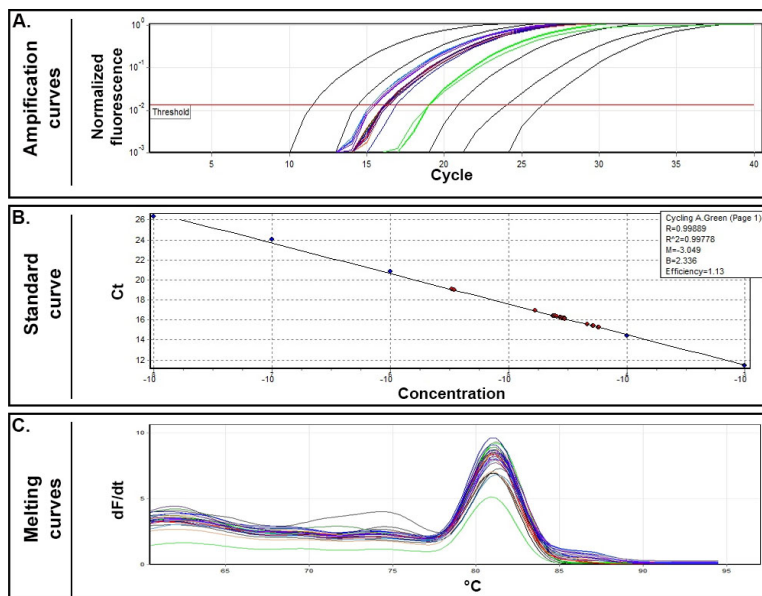 A.
Ampification
curves
Normalized
fluorescence
10⁰
10⁻¹
10⁻²
10⁻³
Threshold
5
10
15
20
25
30
35
40
Cycle
B.
Standard
curve
Ct
26
24
22
20
18
16
14
12
Cycling A.Green (Page 1)
R=0.99889
R^2=0.99778
M=-3.049
B=2.336
Efficiency=1.13
Concentration
C.
Melting
curves
dF/dt
10
5
0
65
70
75
80
85
90
95
°C